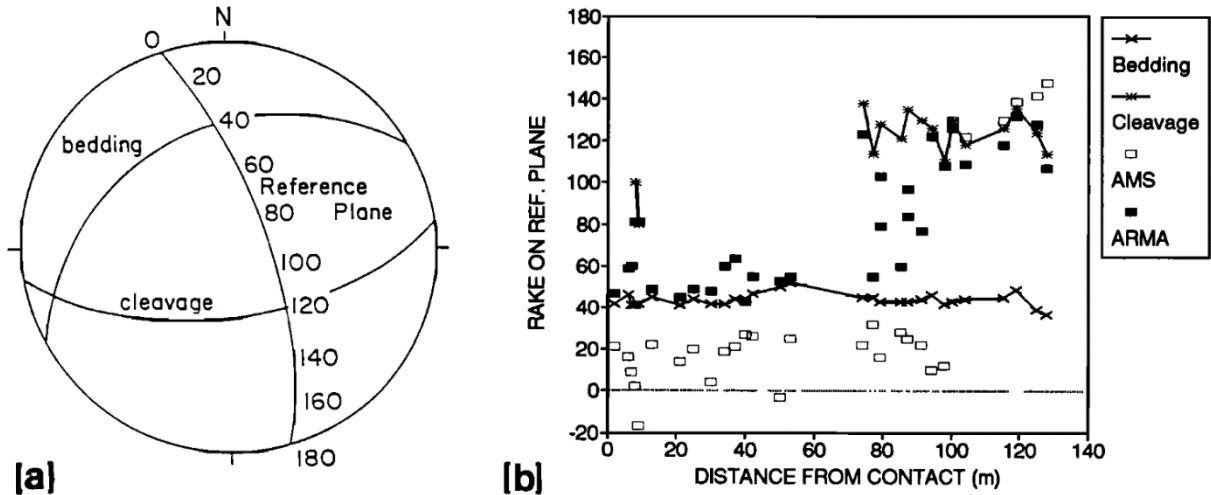 N
0
20
40
bedding
60
Reference
Plane
80
100
cleavage
120
140
160
180
[a]
RAKE ON REF. PLANE
180
160
140
120
100
80
60
40
20
0
-20
0 20 40 60 80 100 120 140
DISTANCE FROM CONTACT (m)
Bedding
Cleavage
AMS
ARMA
[b]